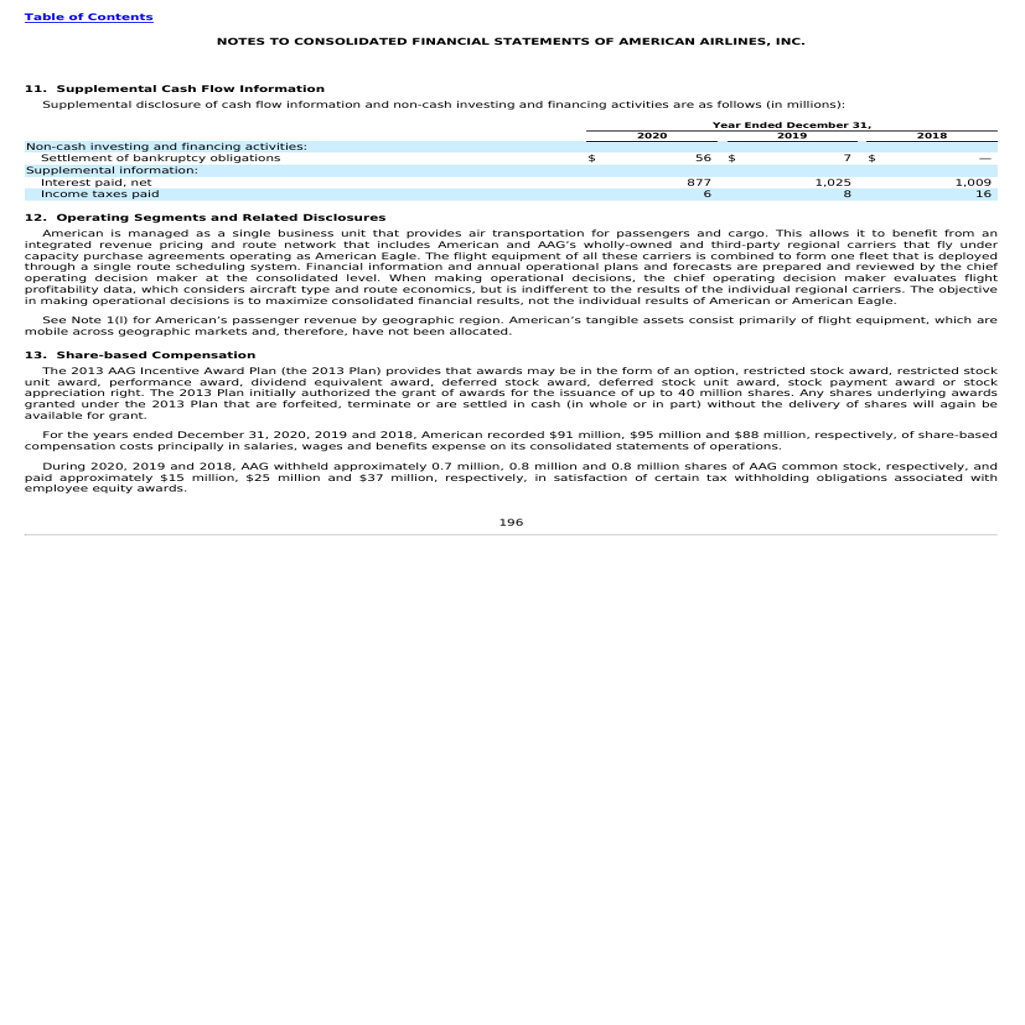 Table of Contents
NOTES TO CONSOLIDATED FINANCIAL STATEMENTS OF AMERICAN AIRLINES, INC.
11. Supplemental Cash Flow Information
Supplemental disclosure of cash flow information and non-cash investing and financing activities are as follows (in millions):
Year Ended December 31,
2020 2019 2018
Non-cash investing and financing activities:
Settlement of bankruptcy obligations $ 56 $ 7 $ —
Supplemental information:
Interest paid, net 877 1,025 1,009
Income taxes paid 6 8 16
12. Operating Segments and Related Disclosures
American is managed as a single business unit that provides air transportation for passengers and cargo. This allows it to benefit from an
integrated revenue pricing and route network that includes American and AAG’s wholly-owned and third-party regional carriers that fly under
capacity purchase agreements operating as American Eagle. The flight equipment of all these carriers is combined to form one fleet that is deployed
through a single route scheduling system. Financial information and annual operational plans and forecasts are prepared and reviewed by the chief
operating decision maker at the consolidated level. When making operational decisions, the chief operating decision maker evaluates flight
profitability data, which considers aircraft type and route economics, but is indifferent to the results of the individual regional carriers. The objective
in making operational decisions is to maximize consolidated financial results, not the individual results of American or American Eagle.
See Note 1(l) for American’s passenger revenue by geographic region. American’s tangible assets consist primarily of flight equipment, which are
mobile across geographic markets and, therefore, have not been allocated.
13. Share-based Compensation
The 2013 AAG Incentive Award Plan (the 2013 Plan) provides that awards may be in the form of an option, restricted stock award, restricted stock
unit award, performance award, dividend equivalent award, deferred stock award, deferred stock unit award, stock payment award or stock
appreciation right. The 2013 Plan initially authorized the grant of awards for the issuance of up to 40 million shares. Any shares underlying awards
granted under the 2013 Plan that are forfeited, terminate or are settled in cash (in whole or in part) without the delivery of shares will again be
available for grant.
For the years ended December 31, 2020, 2019 and 2018, American recorded $91 million, $95 million and $88 million, respectively, of share-based
compensation costs principally in salaries, wages and benefits expense on its consolidated statements of operations.
During 2020, 2019 and 2018, AAG withheld approximately 0.7 million, 0.8 million and 0.8 million shares of AAG common stock, respectively, and
paid approximately $15 million, $25 million and $37 million, respectively, in satisfaction of certain tax withholding obligations associated with
employee equity awards.
196